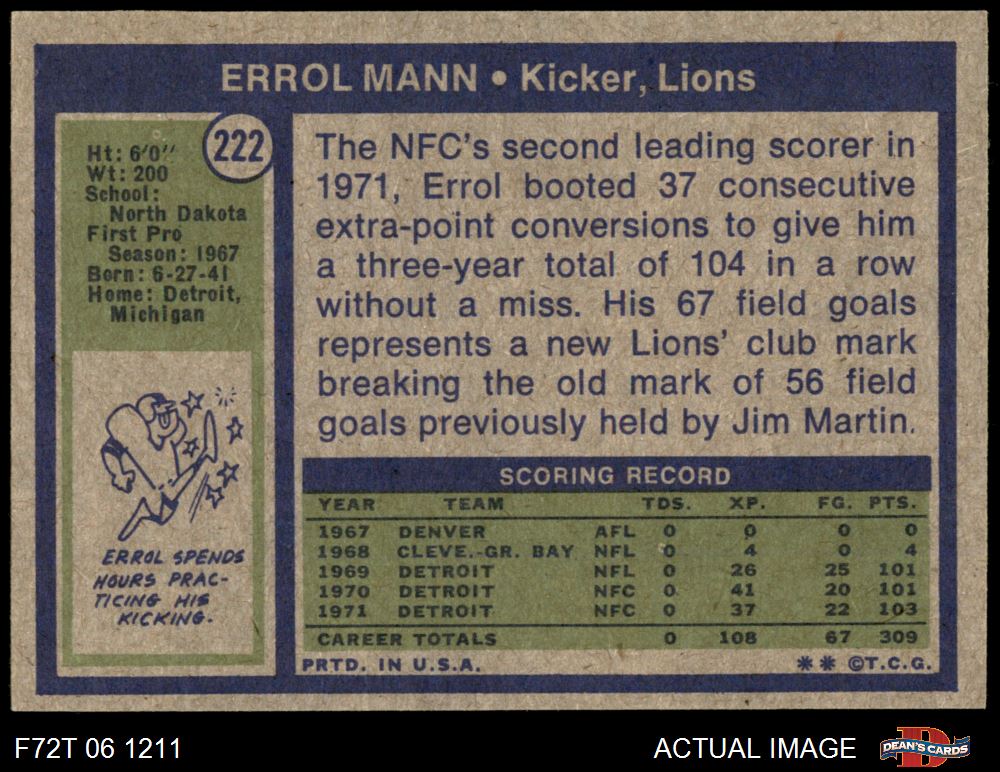 ERROL MANN • Kicker, Lions
222
Ht: 6'0"
Wt: 200
School:
North Dakota
First Pro
Season: 1967
Born: 6-27-41
Home: Detroit,
Michigan
ERROL SPENDS
HOURS PRAC-
TICING HIS
KICKING.
The NFC's second leading scorer in
1971, Errol booted 37 consecutive
extra-point conversions to give him
a three-year total of 104 in a row
without a miss. His 67 field goals
represents a new Lions' club mark
breaking the old mark of 56 field
goals previously held by Jim Martin.
SCORING RECORD
YEAR TEAM TDS. XP. FG. PTS.
1967 DENVER AFL 0 0 0 0
1968 CLEVE.-GR. BAY NFL 0 4 0 4
1969 DETROIT NFL 0 26 25 101
1970 DETROIT NFC 0 41 20 101
1971 DETROIT NFC 0 37 22 103
CAREER TOTALS 0 108 67 309
PRTD. IN U.S.A. ** ©T.C.G.
F72T 06 1211 ACTUAL IMAGE DEAN'S CARDS